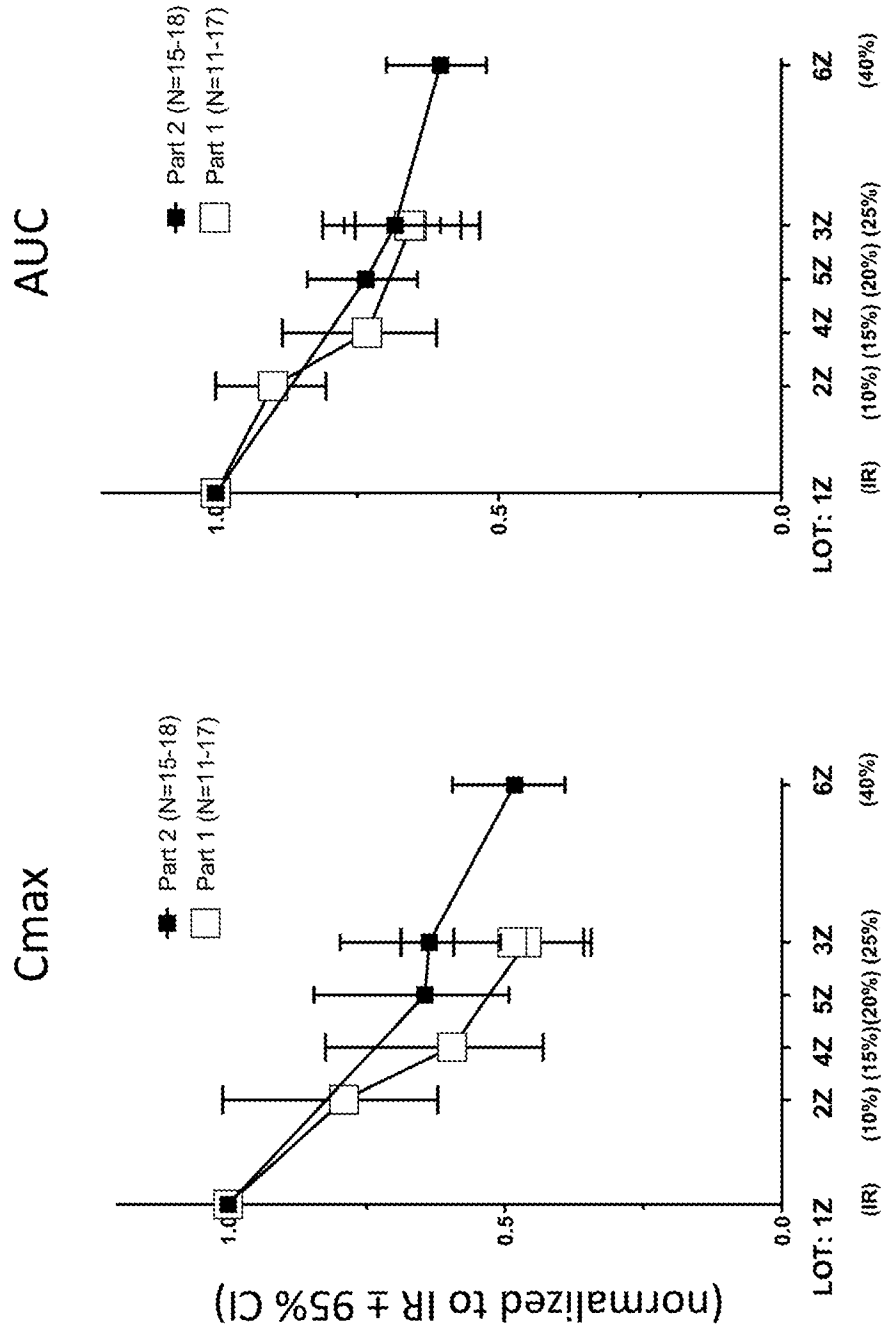 Cmax
Part 2 (N=15-18)
Part 1 (N=11-17)
(normalized to IR ± 95% CI)
1.0
0.5
0.0
LOT: 1Z 2Z 4Z 5Z 3Z 6Z
(IR) (10%) (15%)(20%) (25%) (40%)
AUC
Part 2 (N=15-18)
Part 1 (N=11-17)
1.0
0.5
0.0
LOT: 1Z 2Z 4Z 5Z 3Z 6Z
(IR) (10%) (15%) (20%) (25%) (40%)